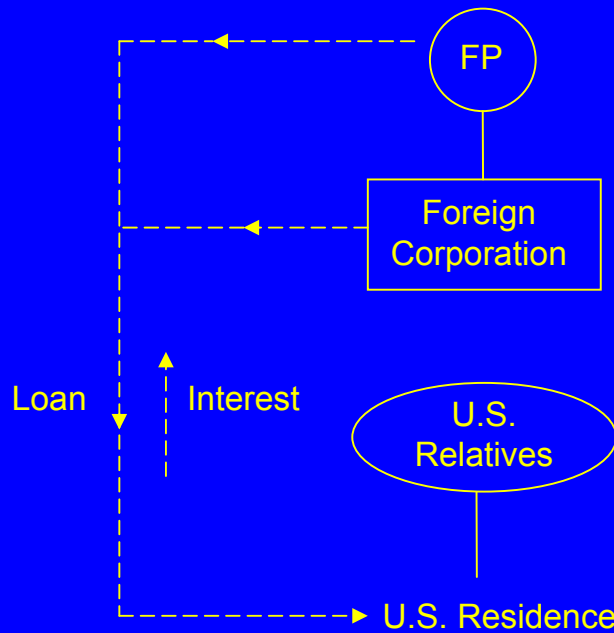 FP
Foreign
Corporation
Loan
Interest
U.S.
Relatives
U.S. Residence